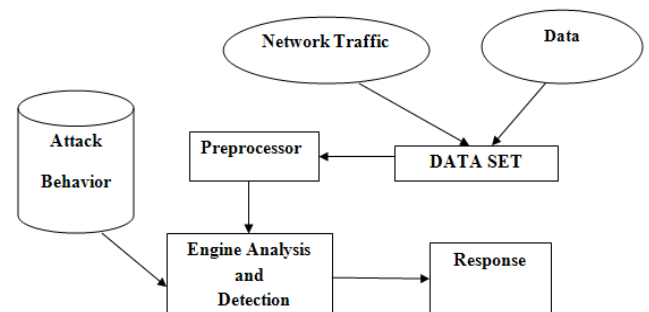 Network Traffic
Data
Attack
Behavior
Preprocessor
DATA SET
Engine Analysis
and
Detection
Response